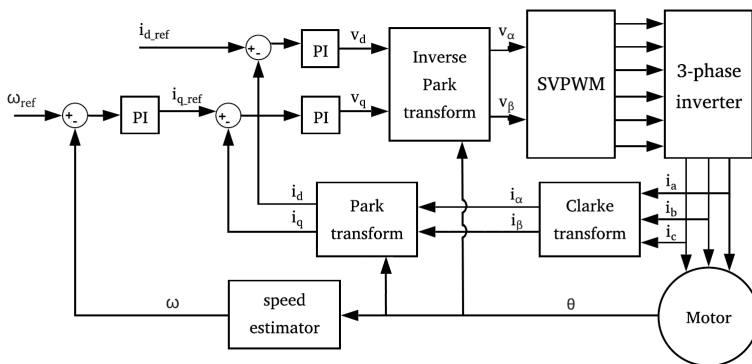 i_d_ref
+
-
PI
v_d
Inverse
Park
transform
v_α
v_β
SVPWM
3-phase
inverter
ω_ref
+
-
PI
i_q_ref
+
-
PI
v_q
i_d
i_q
Park
transform
i_α
i_β
Clarke
transform
i_a
i_b
i_c
ω
speed
estimator
θ
Motor